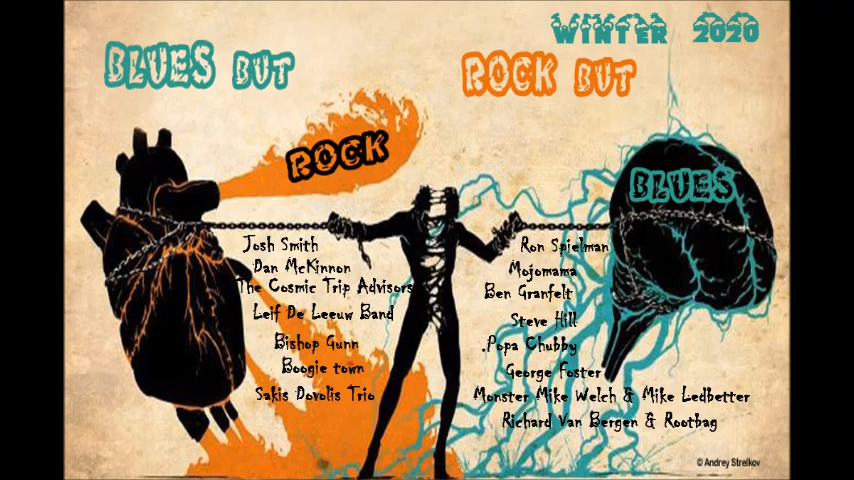 WINTER 2020
BLUES BUT
ROCK
ROCK BUT
BLUES
Josh Smith
Dan McKinnon
The Cosmic Trip Advisors
Leif De Leeuw Band
Bishop Gunn
Boogie town
Sakis Dovolis Trio
Ron Spielman
Mojomama
Ben Granfelt
Steve Hill
.Popa Chubby
George Foster
Monster Mike Welch & Mike Ledbetter
Richard Van Bergen & Rootbag
© Andrey Strelkov